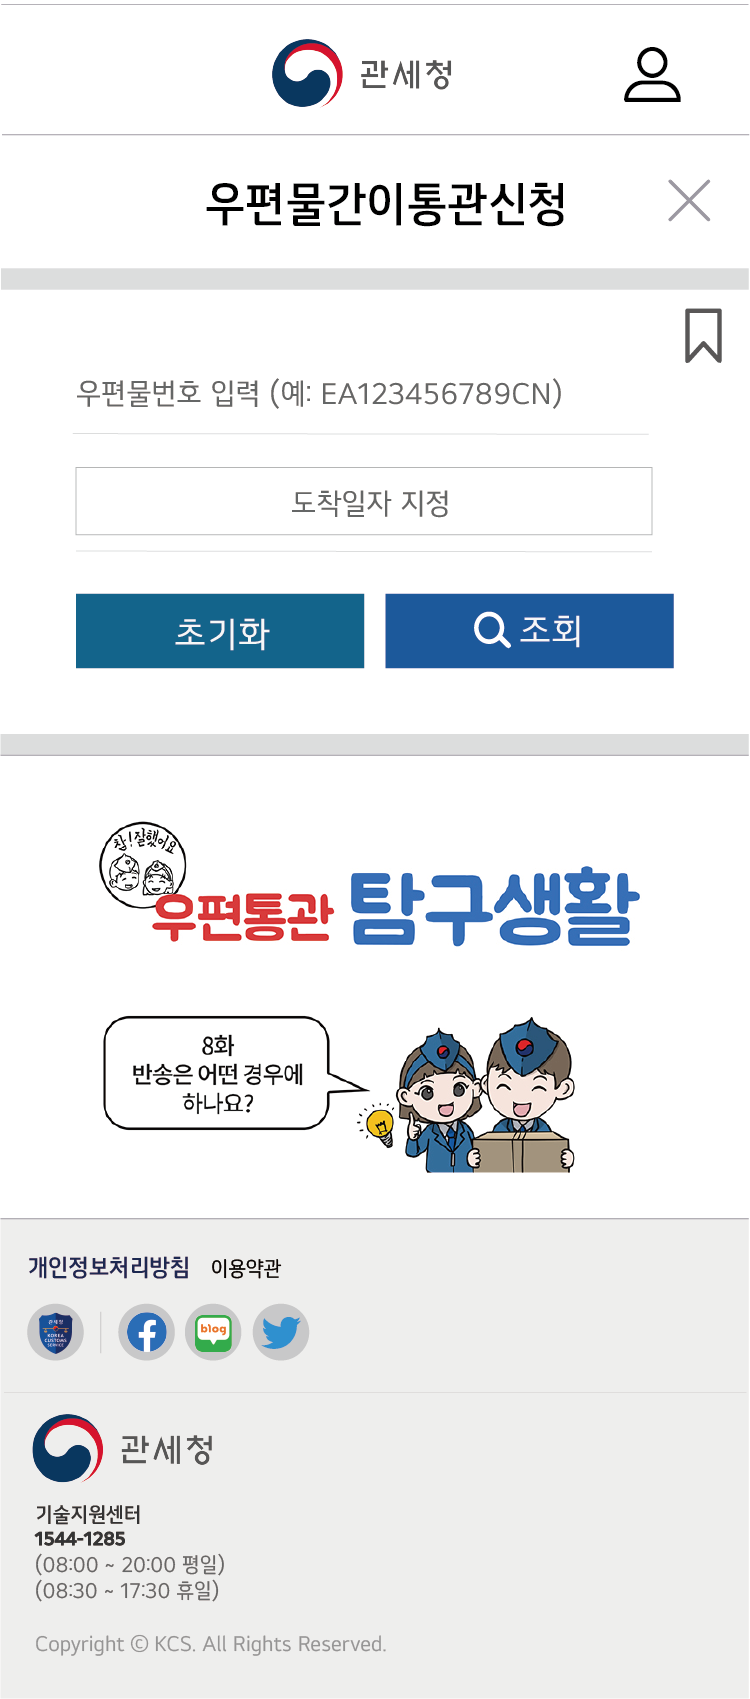 관세청
우편물간이통관신청
우편물번호 입력 (예: EA123456789CN)
도착일자 지정
초기화
조회
참!잘했어요
우편통관 탐구생활
8화
반송은 어떤 경우에
하나요?
개인정보처리방침 이용약관
관세청
KOREA
CUSTOMS
SERVICE
blog
관세청
기술지원센터
1544-1285
(08:00 ~ 20:00 평일)
(08:30 ~ 17:30 휴일)
Copyright © KCS. All Rights Reserved.